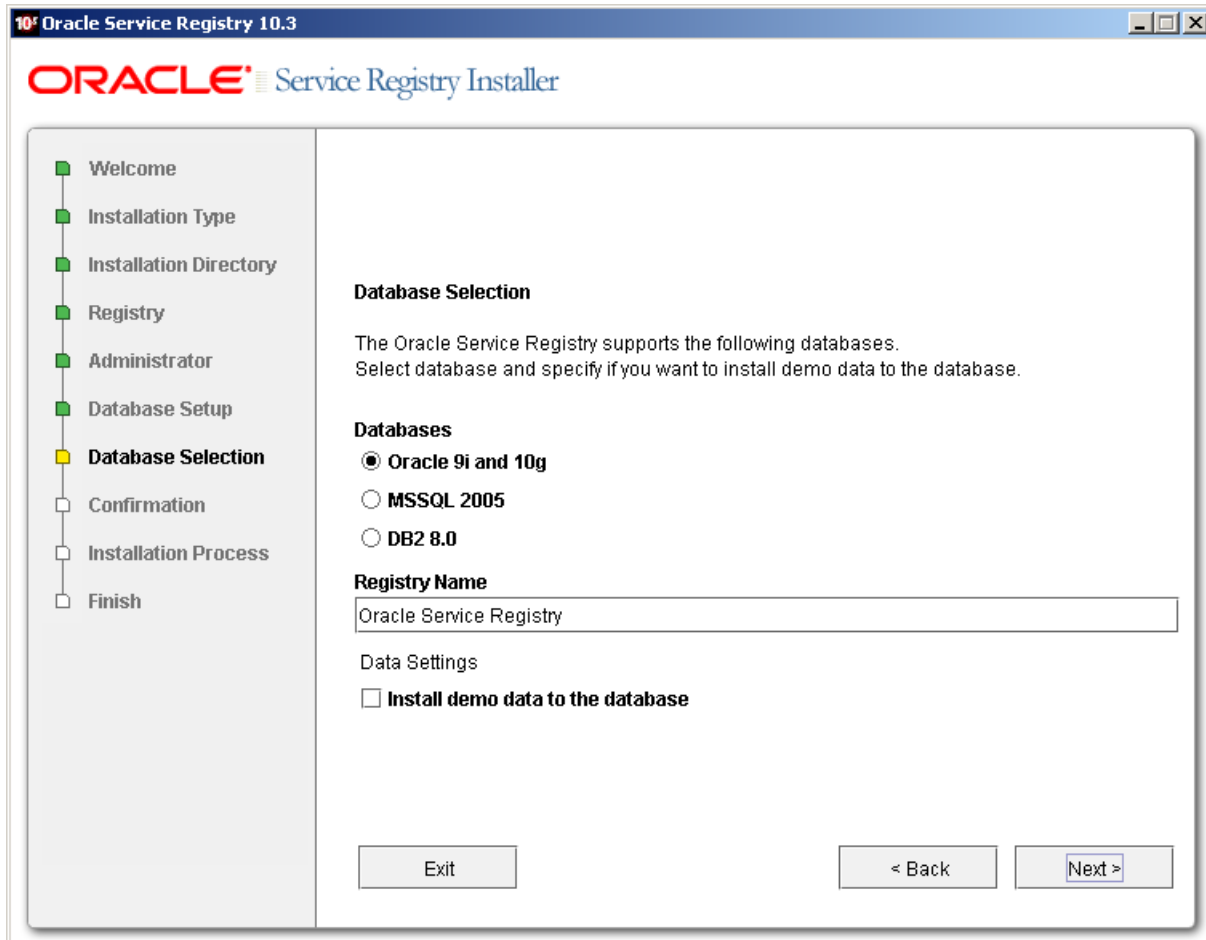 Oracle Service Registry 10.3
ORACLE Service Registry Installer
Welcome
Installation Type
Installation Directory
Registry
Administrator
Database Setup
Database Selection
Confirmation
Installation Process
Finish
Database Selection
The Oracle Service Registry supports the following databases.
Select database and specify if you want to install demo data to the database.
Databases
Oracle 9i and 10g
MSSQL 2005
DB2 8.0
Registry Name
Oracle Service Registry
Data Settings
Install demo data to the database
Exit
< Back
Next >